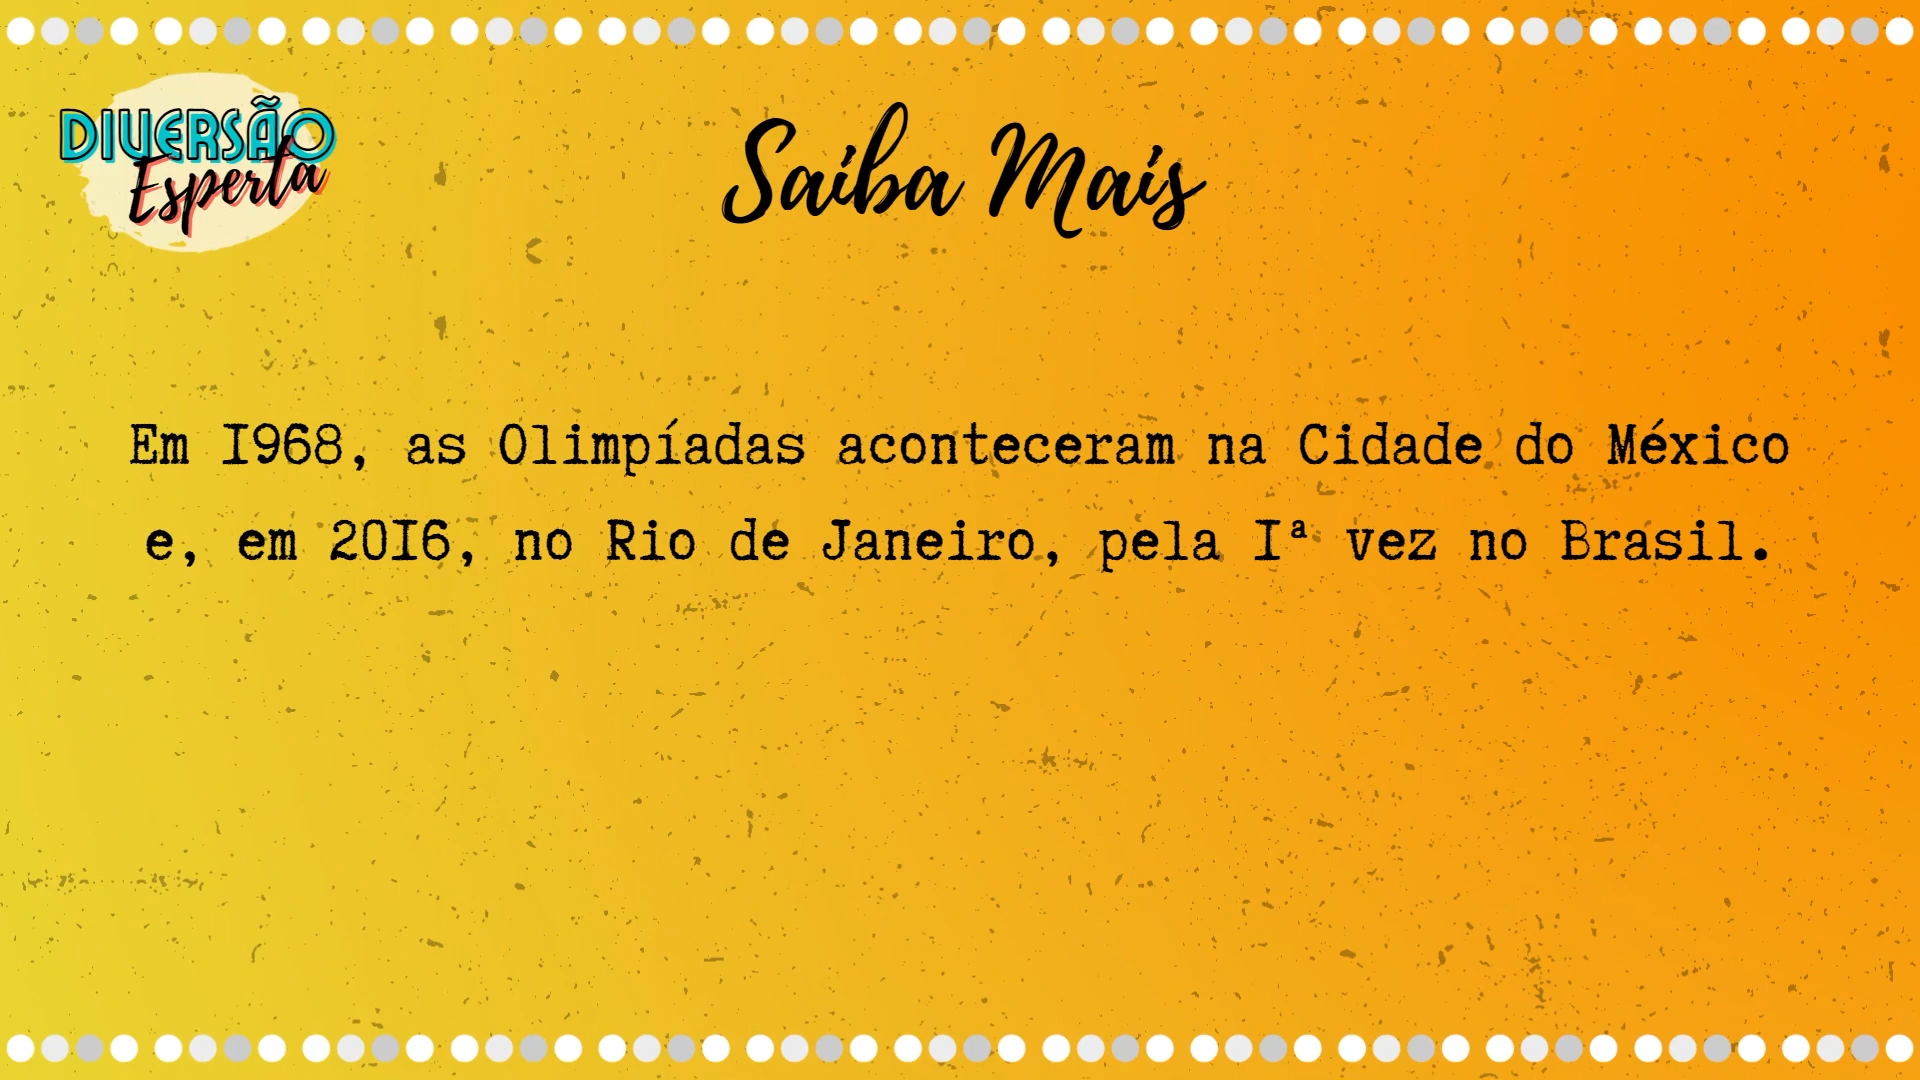 DIVERSÃO
Esperta
Saiba Mais
Em 1968, as Olimpíadas aconteceram na Cidade do México
e, em 2016, no Rio de Janeiro, pela 1ª vez no Brasil.